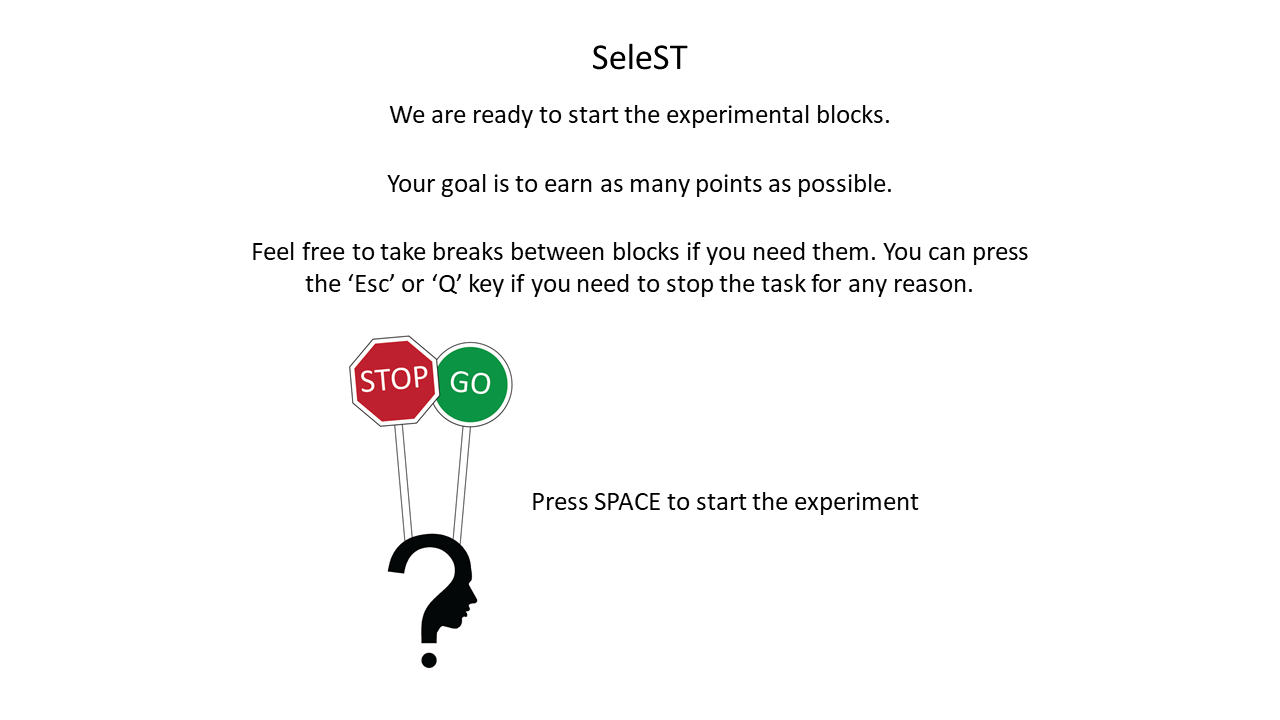 SeleST
We are ready to start the experimental blocks.
Your goal is to earn as many points as possible.
Feel free to take breaks between blocks if you need them. You can press
the ‘Esc’ or ‘Q’ key if you need to stop the task for any reason.
STOP
GO
Press SPACE to start the experiment